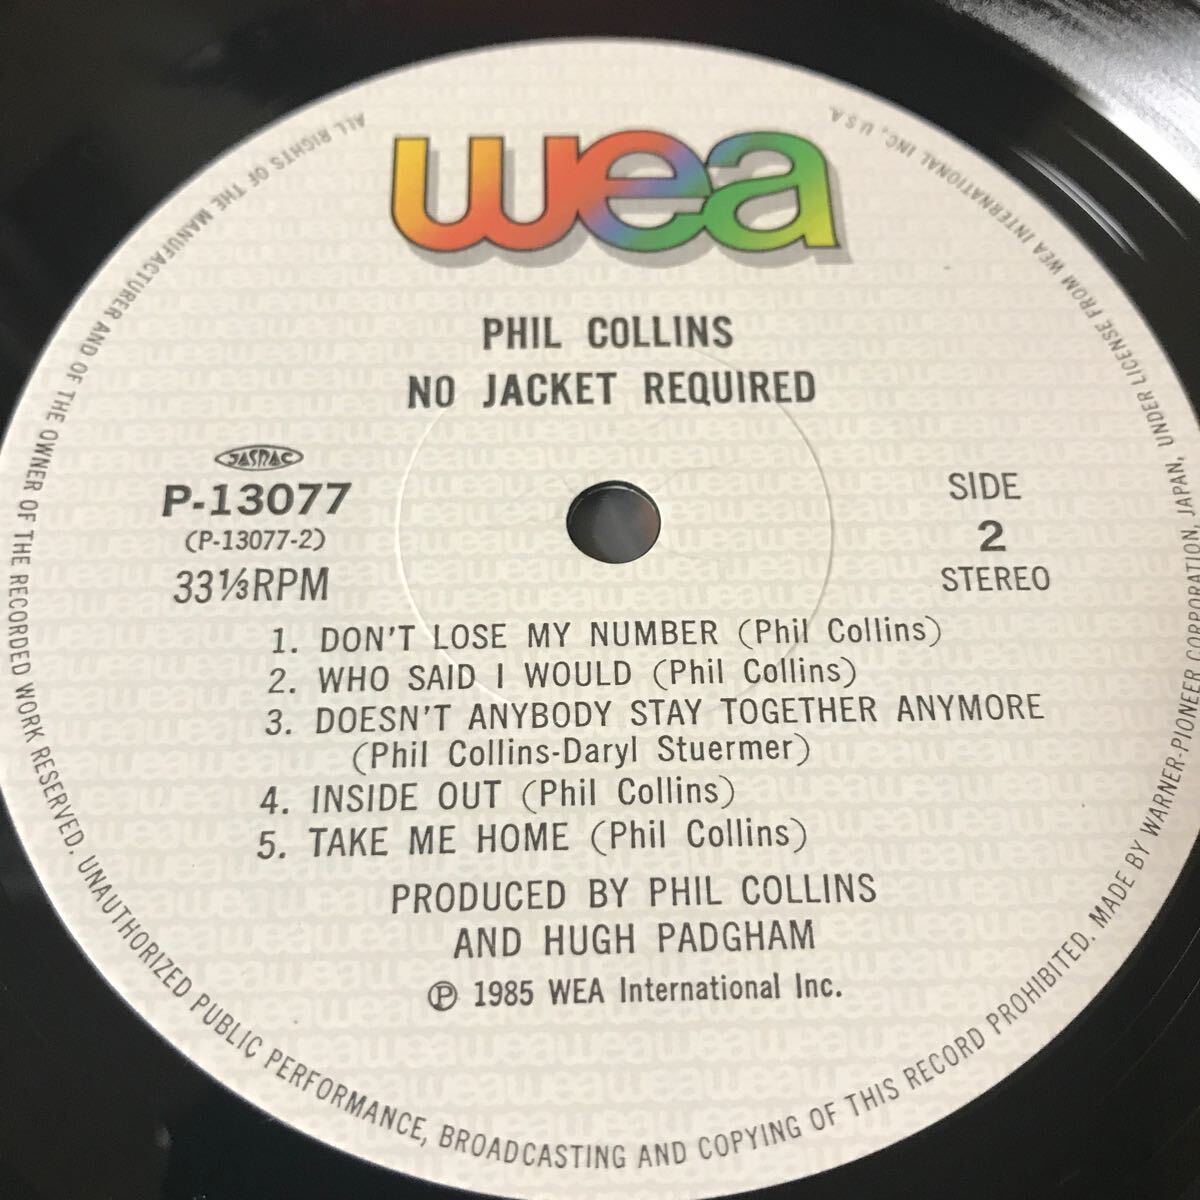 wea
PHIL COLLINS
NO JACKET REQUIRED
JASRAC
P-13077
(P-13077-2)
33⅓RPM
SIDE
2
STEREO
1. DON'T LOSE MY NUMBER (Phil Collins)
2. WHO SAID I WOULD (Phil Collins)
3. DOESN'T ANYBODY STAY TOGETHER ANYMORE
(Phil Collins-Daryl Stuermer)
4. INSIDE OUT (Phil Collins)
5. TAKE ME HOME (Phil Collins)
PRODUCED BY PHIL COLLINS
AND HUGH PADGHAM
Ⓟ 1985 WEA International Inc.
ALL RIGHTS OF THE MANUFACTURER AND OF THE OWNER OF THE RECORDED WORK RESERVED. UNAUTHORIZED PUBLIC PERFORMANCE, BROADCASTING AND COPYING OF THIS RECORD PROHIBITED. MADE BY WARNER-PIONEER CORPORATION, JAPAN, UNDER LICENSE FROM WEA INTERNATIONAL INC, U.S.A.